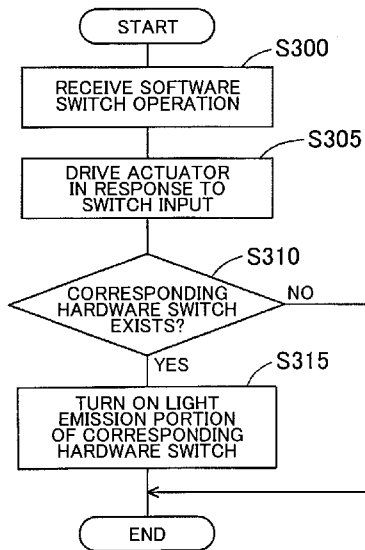 START
S300
RECEIVE SOFTWARE
SWITCH OPERATION
S305
DRIVE ACTUATOR
IN RESPONSE TO
SWITCH INPUT
S310
CORRESPONDING
HARDWARE SWITCH
EXISTS?
NO
YES
S315
TURN ON LIGHT
EMISSION PORTION
OF CORRESPONDING
HARDWARE SWITCH
END